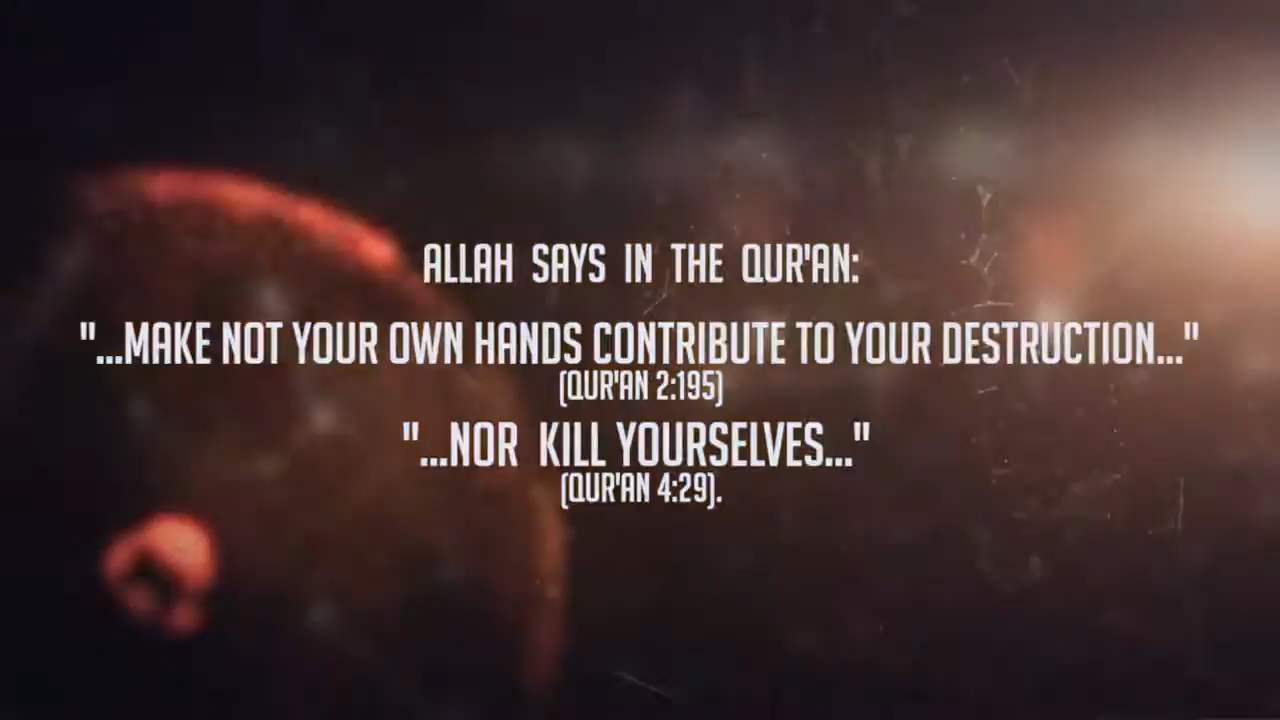 ALLAH SAYS IN THE QUR'AN:
"...MAKE NOT YOUR OWN HANDS CONTRIBUTE TO YOUR DESTRUCTION..."
(QUR'AN 2:195)
"...NOR KILL YOURSELVES..."
(QUR'AN 4:29).